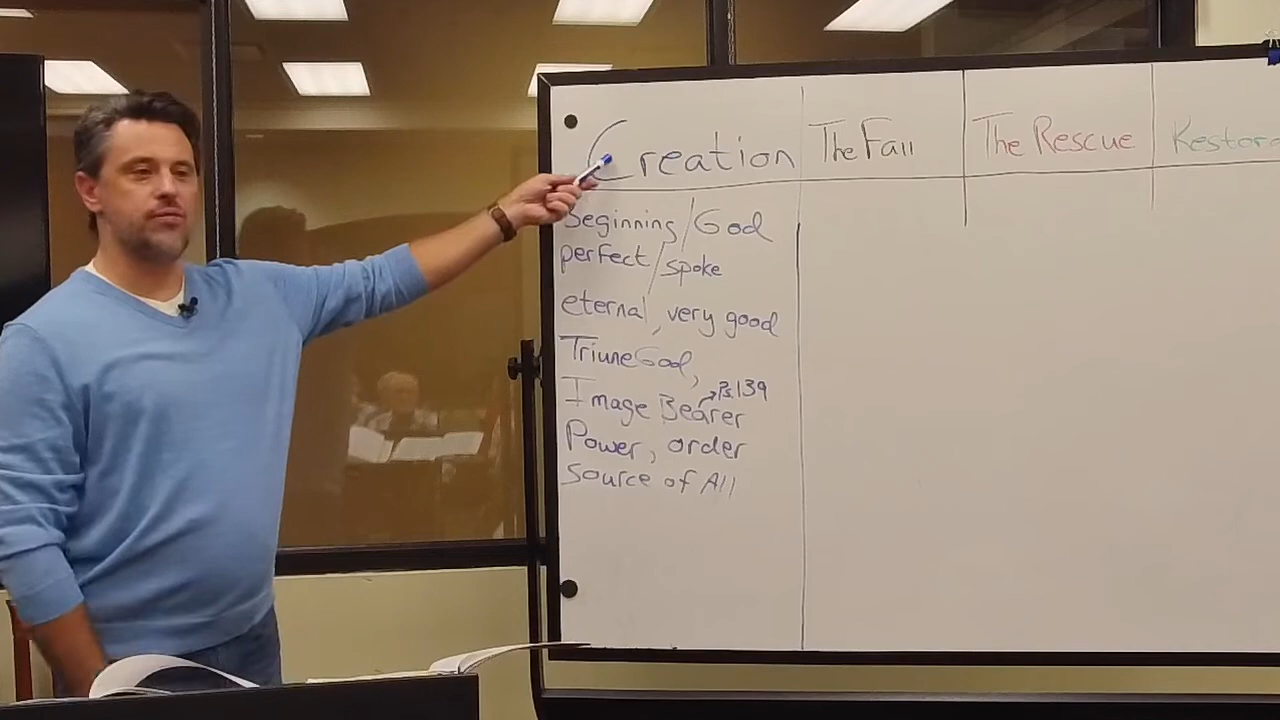 Creation The Fall The Rescue Restora
beginning/God
perfect/spoke
eternal, very good
Triune God,
Image Bearer → Ps. 139
Power, order
Source of All